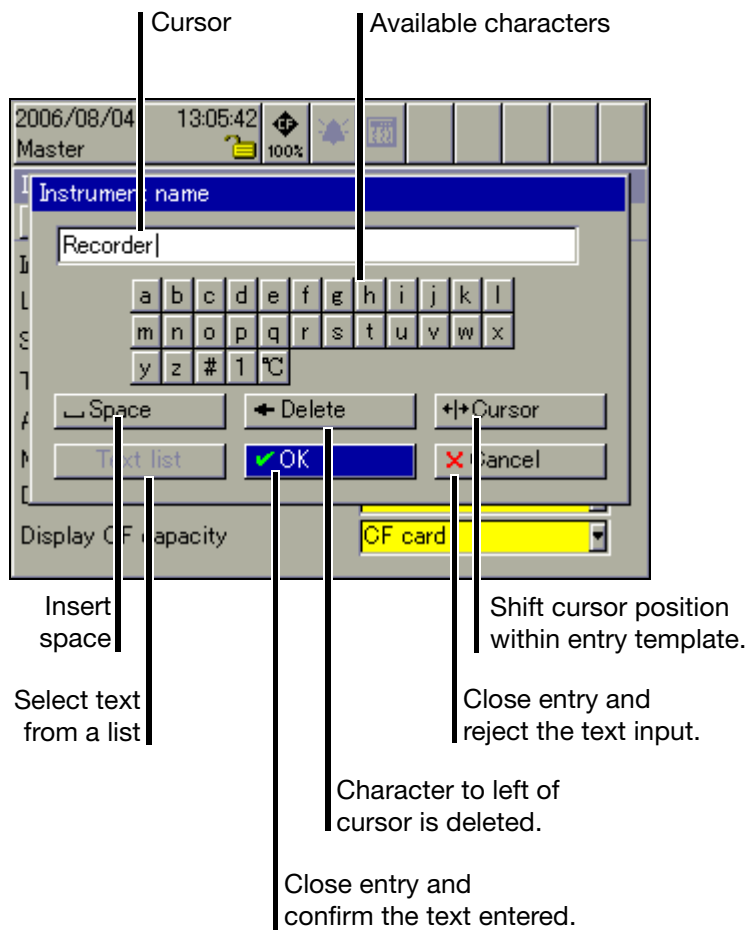 Cursor
Available characters
2006/08/04 13:05:42
Master
CF
100%
Instrument name
Recorder
a b c d e f g h i j k l
m n o p q r s t u v w x
y z # 1 ℃
Space
Delete
Cursor
Text list
OK
Cancel
Display CF capacity
CF card
Insert
space
Shift cursor position
within entry template.
Select text
from a list
Close entry and
reject the text input.
Character to left of
cursor is deleted.
Close entry and
confirm the text entered.